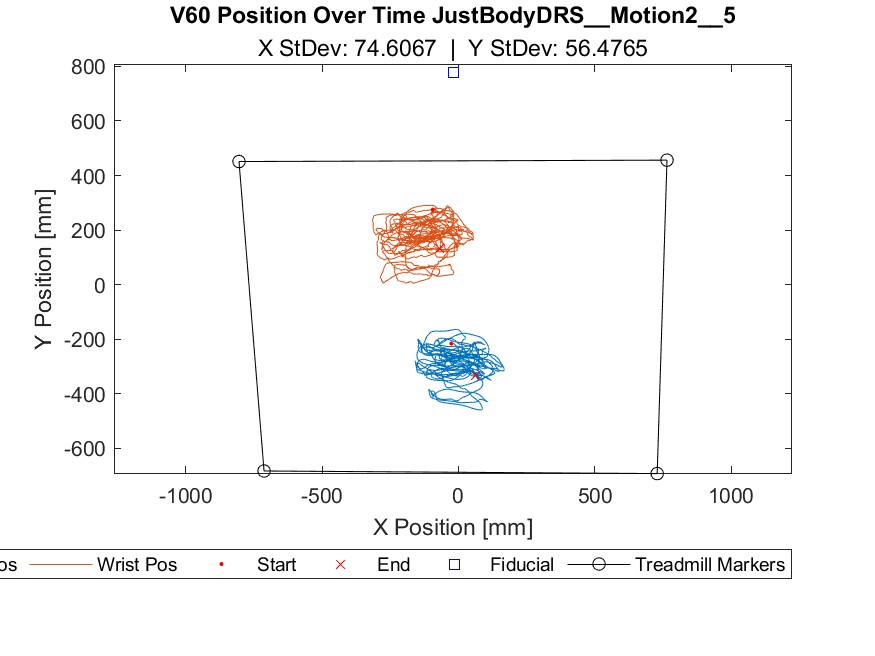 V60 Position Over Time JustBodyDRS__Motion2__5
X StDev: 74.6067 | Y StDev: 56.4765
800
600
400
200
0
-200
-400
-600
Y Position [mm]
-1000 -500 0 500 1000
X Position [mm]
os Wrist Pos Start End Fiducial Treadmill Markers